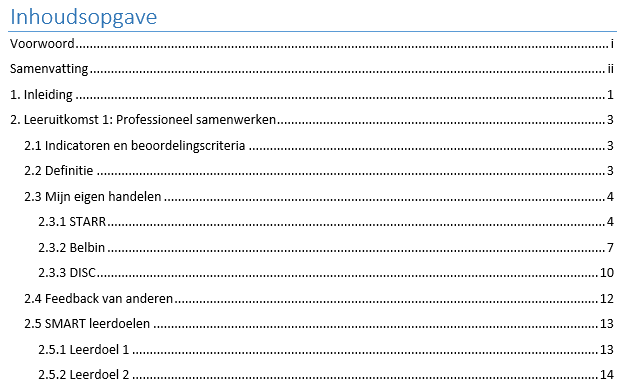 Inhoudsopgave
Voorwoord i
Samenvatting ii
1. Inleiding 1
2. Leeruitkomst 1: Professioneel samenwerken 3
2.1 Indicatoren en beoordelingscriteria 3
2.2 Definitie 3
2.3 Mijn eigen handelen 4
2.3.1 STARR 4
2.3.2 Belbin 7
2.3.3 DISC 10
2.4 Feedback van anderen 12
2.5 SMART leerdoelen 13
2.5.1 Leerdoel 1 13
2.5.2 Leerdoel 2 14